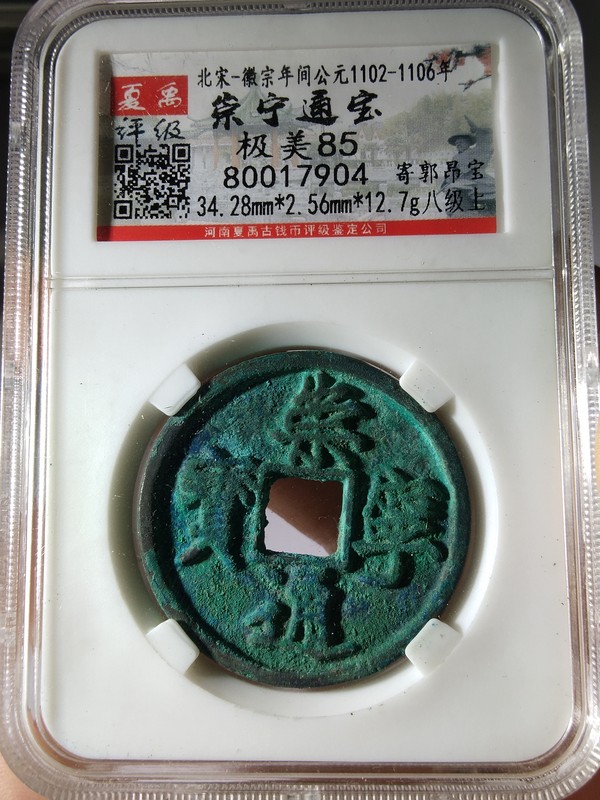 北宋-徽宗年间公元1102-1106年
夏禹
评级
崇宁通宝
极美85
80017904 寄郭昂宝
34.28mm*2.56mm*12.7g八级上
河南夏禹古钱币评级鉴定公司
崇
寧
通
寳